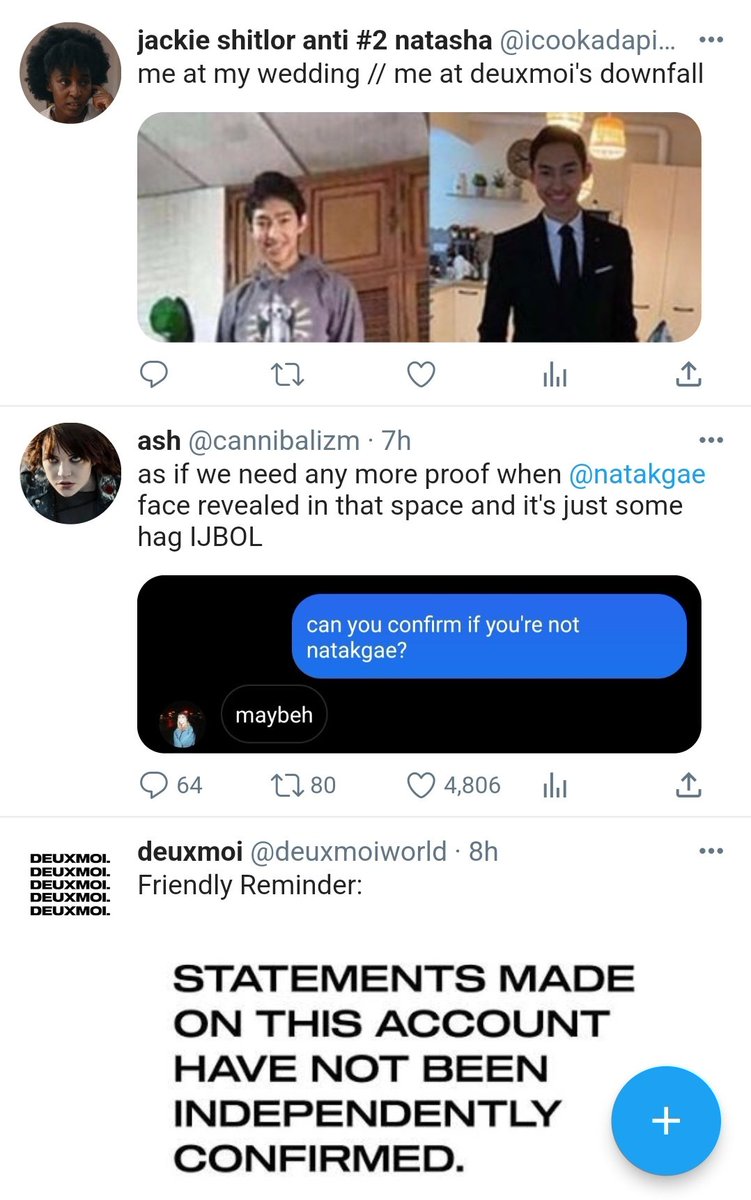 jackie shitlor anti #2 natasha @icookadapi...
me at my wedding // me at deuxmoi's downfall
ash @cannibalizm · 7h
as if we need any more proof when @natakgae
face revealed in that space and it's just some
hag IJBOL
can you confirm if you're not
natakgae?
maybeh
64 80 4,806
DEUXMOI.
DEUXMOI.
DEUXMOI.
DEUXMOI.
DEUXMOI.
deuxmoi @deuxmoiworld · 8h
Friendly Reminder:
STATEMENTS MADE
ON THIS ACCOUNT
HAVE NOT BEEN
INDEPENDENTLY
CONFIRMED.